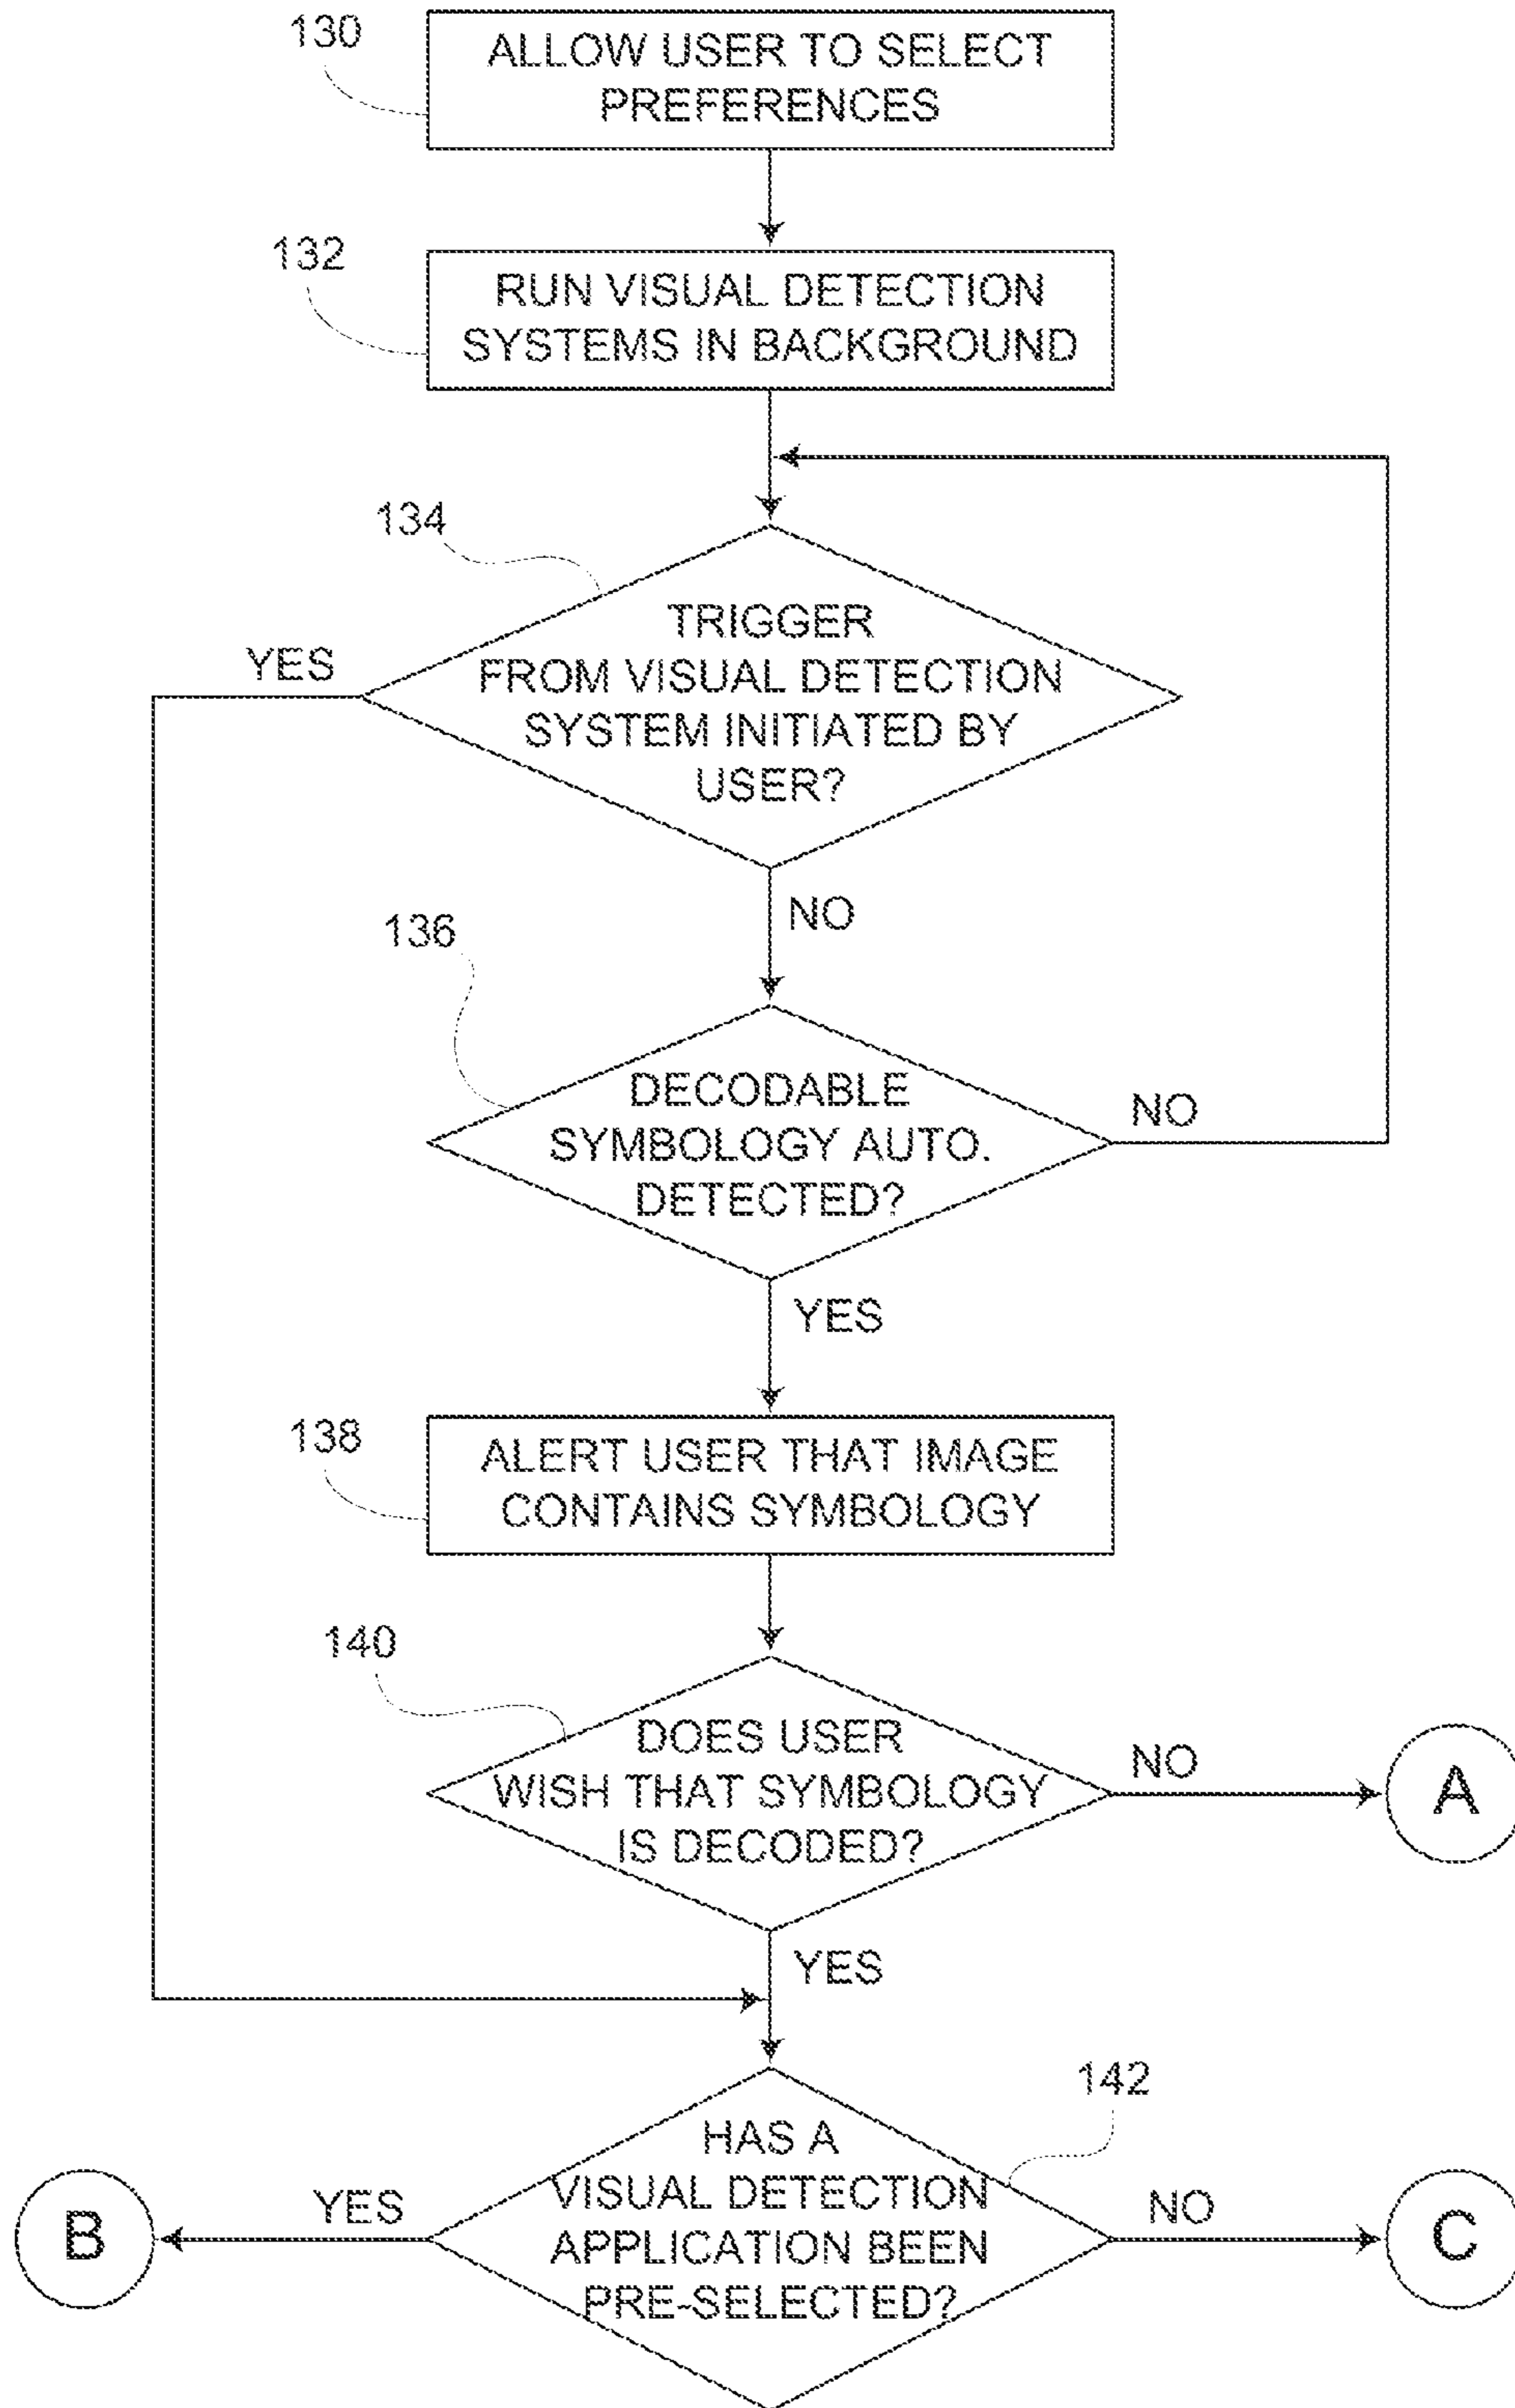 130
ALLOW USER TO SELECT
PREFERENCES
132
RUN VISUAL DETECTION
SYSTEMS IN BACKGROUND
134
TRIGGER
FROM VISUAL DETECTION
SYSTEM INITIATED BY
USER?
YES
NO
136
DECODABLE
SYMBOLOGY AUTO.
DETECTED?
NO
YES
138
ALERT USER THAT IMAGE
CONTAINS SYMBOLOGY
140
DOES USER
WISH THAT SYMBOLOGY
IS DECODED?
NO
A
YES
142
HAS A
VISUAL DETECTION
APPLICATION BEEN
PRE-SELECTED?
YES
B
NO
C